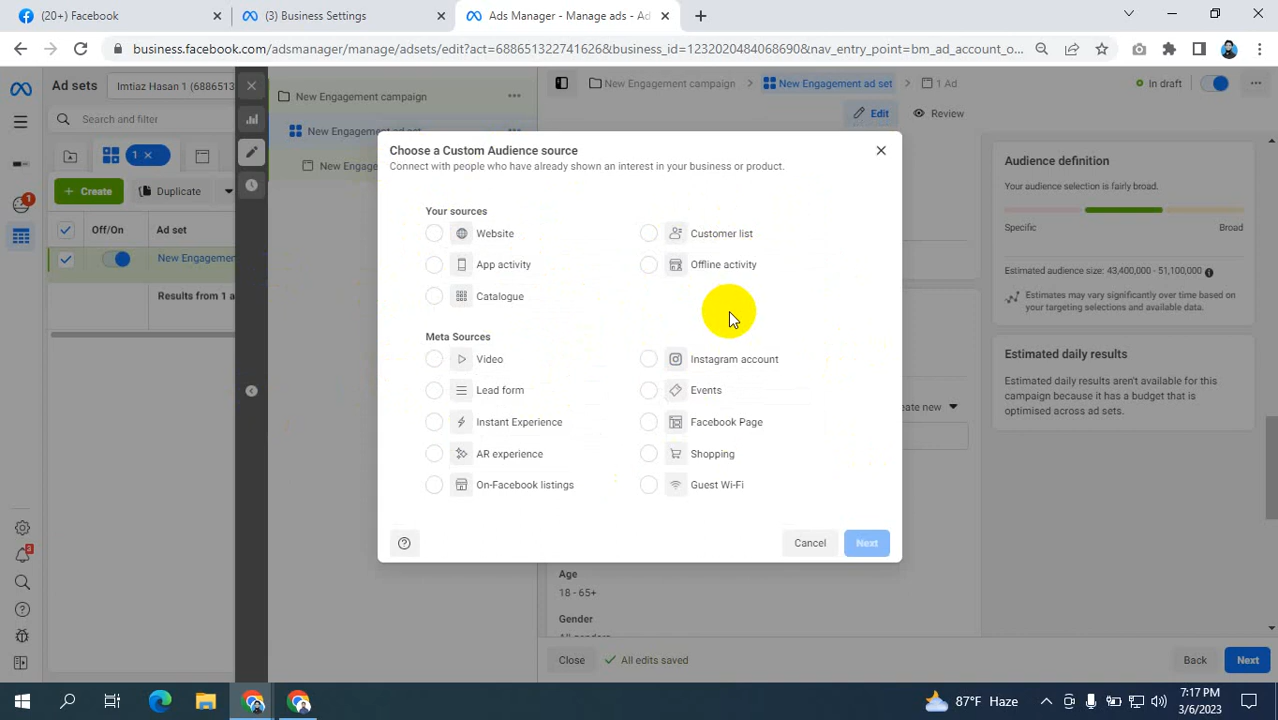 (20+) Facebook
(3) Business Settings
Ads Manager - Manage ads - Ad
business.facebook.com/adsmanager/manage/adsets/edit?act=688651322741626&business_id=1232020484068690&nav_entry_point=bm_ad_account_o...
Ad sets
Imtiaz Hasan 1 (68865
Search and filter
1
Create
Duplicate
Off/On
Ad set
New Engagemen
Results from 1 a
New Engagement campaign
New Engagement ad set
New Engage
New Engagement campaign
New Engagement ad set
1 Ad
In draft
Edit
Review
Choose a Custom Audience source
Connect with people who have already shown an interest in your business or product.
Your sources
Website
Customer list
App activity
Offline activity
Catalogue
Meta Sources
Video
Instagram account
Lead form
Events
Instant Experience
Facebook Page
AR experience
Shopping
On-Facebook listings
Guest Wi-Fi
Cancel
Next
Audience definition
Your audience selection is fairly broad.
Specific
Broad
Estimated audience size: 43,400,000 - 51,100,000
Estimates may vary significantly over time based on
your targeting selections and available data.
Estimated daily results
Estimated daily results aren't available for this
campaign because it has a budget that is
optimised across ad sets.
eate new
Age
18 - 65+
Gender
Close
All edits saved
Back
Next
1
3
87°F Haze
7:17 PM
3/6/2023